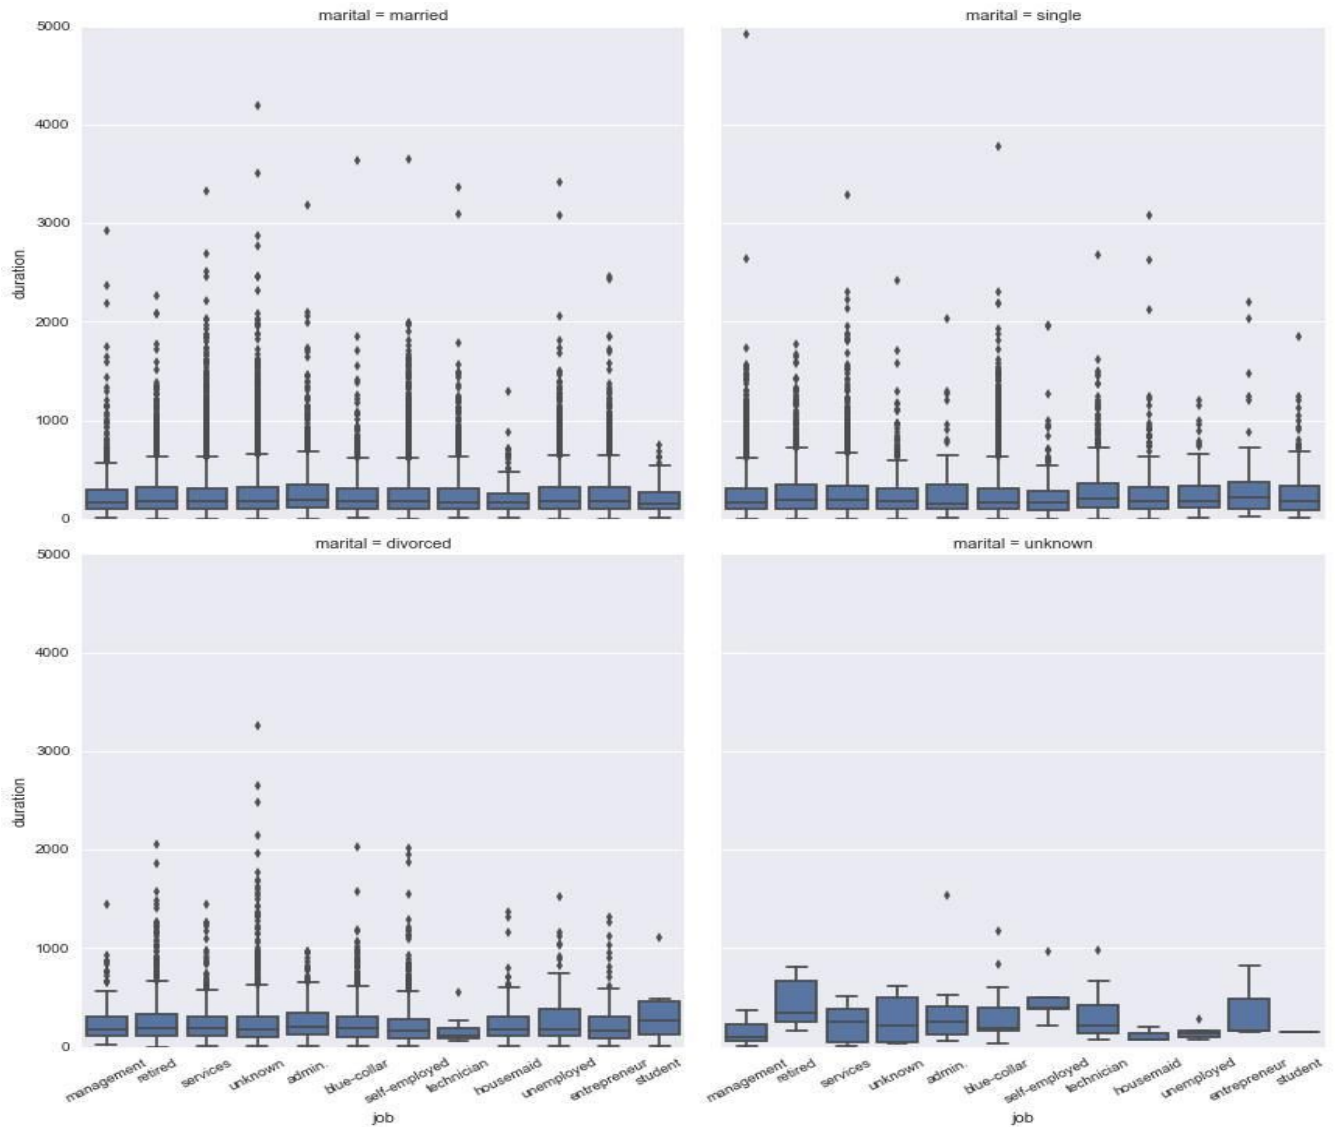 marital = married
marital = single
5000
4000
3000
2000
1000
0
duration
marital = divorced
marital = unknown
5000
4000
3000
2000
1000
0
duration
management
retired
services
unknown
admin.
blue-collar
self-employed
technician
housemaid
unemployed
entrepreneur
student
job
management
retired
services
unknown
admin.
blue-collar
self-employed
technician
housemaid
unemployed
entrepreneur
student
job